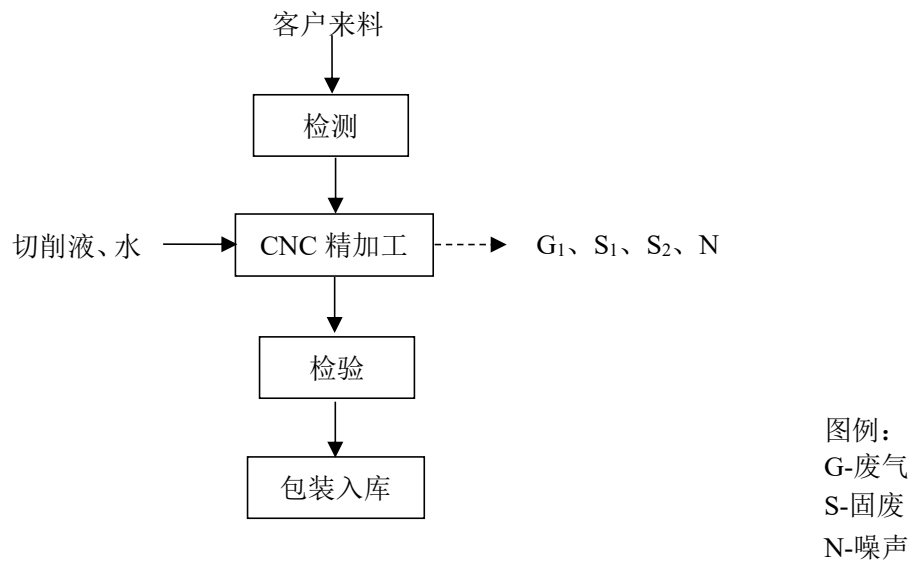 客户来料
检测
切削液、水
CNC 精加工
G₁、S₁、S₂、N
检验
包装入库
图例：
G-废气
S-固废
N-噪声